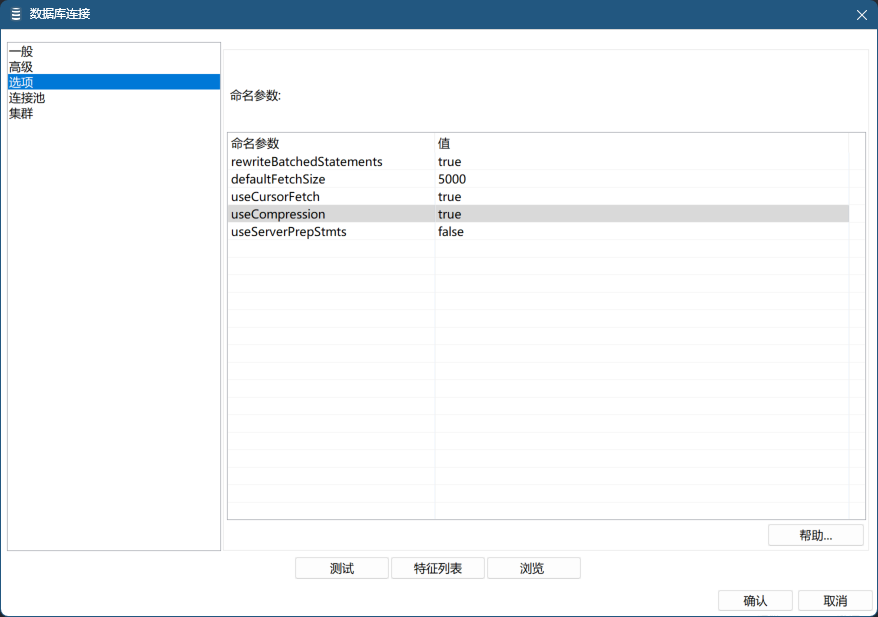 数据库连接
一般
高级
选项
连接池
集群
命名参数:
命名参数 值
rewriteBatchedStatements true
defaultFetchSize 5000
useCursorFetch true
useCompression true
useServerPrepStmts false
帮助...
测试 特征列表 浏览
确认 取消